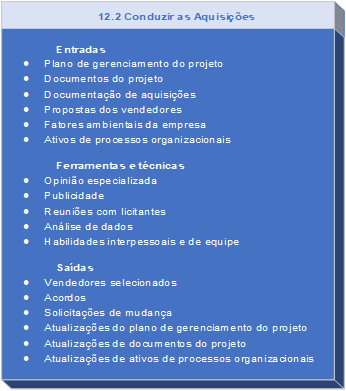 12.2 Conduzir as Aquisições
Entradas
● Plano de gerenciamento do projeto
● Documentos do projeto
● Documentação de aquisições
● Propostas dos vendedores
● Fatores ambientais da empresa
● Ativos de processos organizacionais
Ferramentas e técnicas
● Opinião especializada
● Publicidade
● Reuniões com licitantes
● Análise de dados
● Habilidades interpessoais e de equipe
Saídas
● Vendedores selecionados
● Acordos
● Solicitações de mudança
● Atualizações do plano de gerenciamento do projeto
● Atualizações de documentos do projeto
● Atualizações de ativos de processos organizacionais